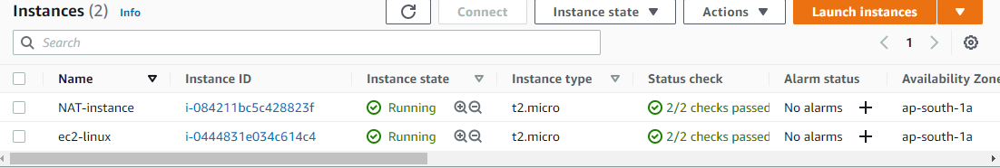 Instances (2) Info Connect Instance state Actions Launch instances
Search 1
Name Instance ID Instance state Instance type Status check Alarm status Availability Zone
NAT-instance i-084211bc5c428823f Running t2.micro 2/2 checks passed No alarms ap-south-1a
ec2-linux i-0444831e034c614c4 Running t2.micro 2/2 checks passed No alarms ap-south-1a